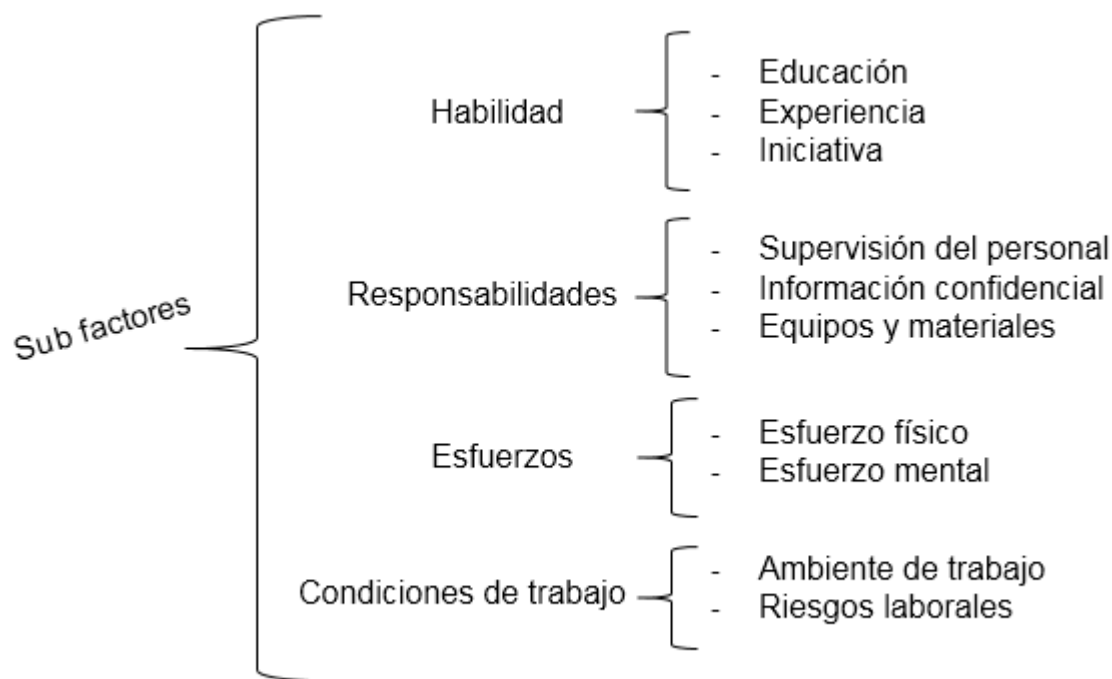 Sub factores
Habilidad
- Educación
- Experiencia
- Iniciativa
Responsabilidades
- Supervisión del personal
- Información confidencial
- Equipos y materiales
Esfuerzos
- Esfuerzo físico
- Esfuerzo mental
Condiciones de trabajo
- Ambiente de trabajo
- Riesgos laborales